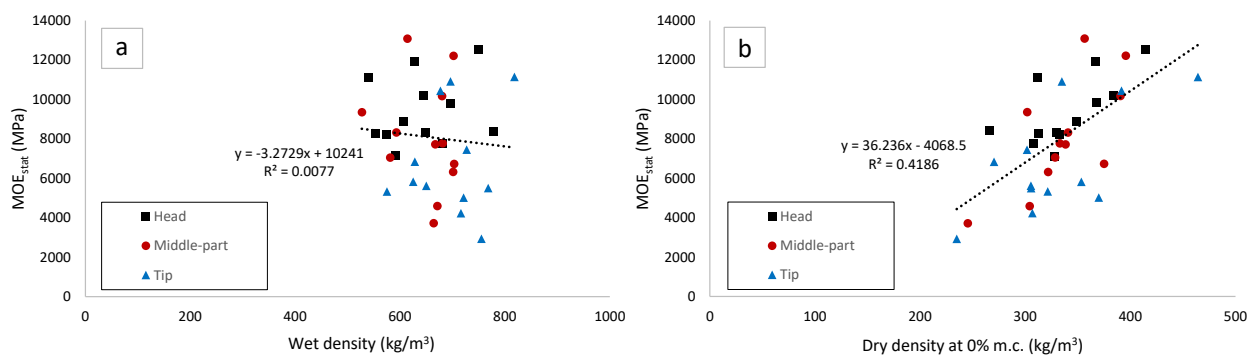 a
MOEstat (MPa)
14000
12000
10000
8000
6000
4000
2000
0
y = -3.2729x + 10241
R² = 0.0077
Head
Middle-part
Tip
0 200 400 600 800 1000
Wet density (kg/m³)
b
MOEstat (MPa)
14000
12000
10000
8000
6000
4000
2000
0
y = 36.236x - 4068.5
R² = 0.4186
Head
Middle-part
Tip
0 100 200 300 400 500
Dry density at 0% m.c. (kg/m³)